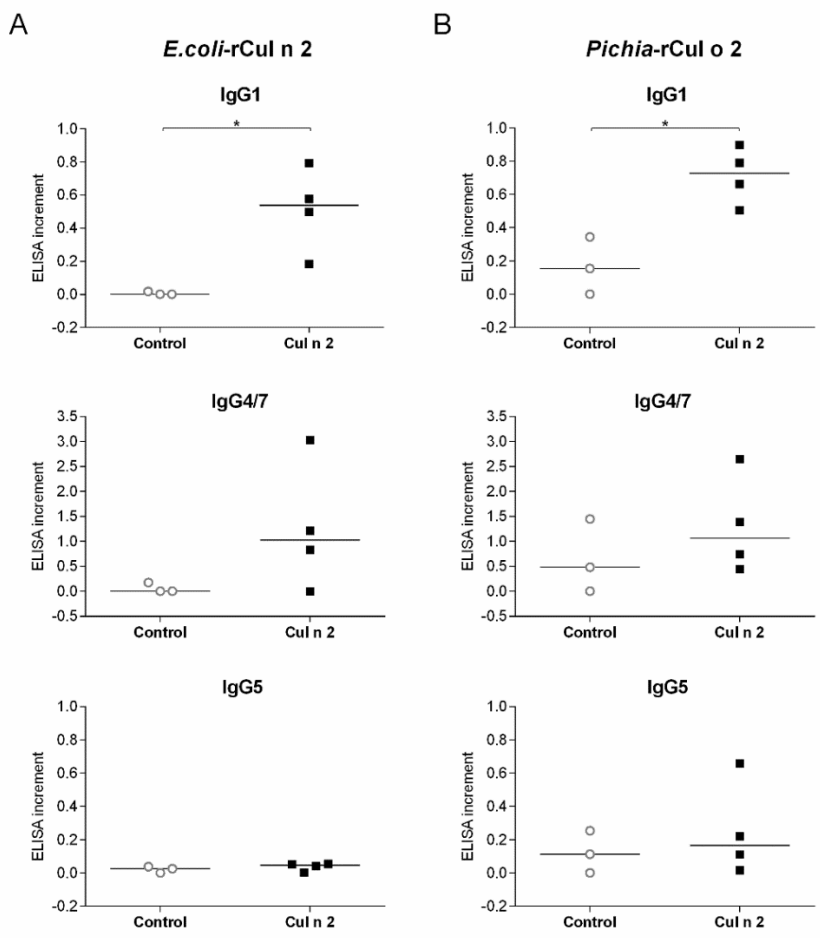 A
E.coli-rCul n 2
IgG1
*
ELISA increment
1.0
0.8
0.6
0.4
0.2
0.0
-0.2
Control
Cul n 2
IgG4/7
ELISA increment
3.5
3.0
2.5
2.0
1.5
1.0
0.5
0.0
-0.5
Control
Cul n 2
IgG5
ELISA increment
1.0
0.8
0.6
0.4
0.2
0.0
-0.2
Control
Cul n 2
B
Pichia-rCul o 2
IgG1
*
ELISA increment
1.0
0.8
0.6
0.4
0.2
0.0
-0.2
Control
Cul n 2
IgG4/7
ELISA increment
3.5
3.0
2.5
2.0
1.5
1.0
0.5
0.0
-0.5
Control
Cul n 2
IgG5
ELISA increment
1.0
0.8
0.6
0.4
0.2
0.0
-0.2
Control
Cul n 2